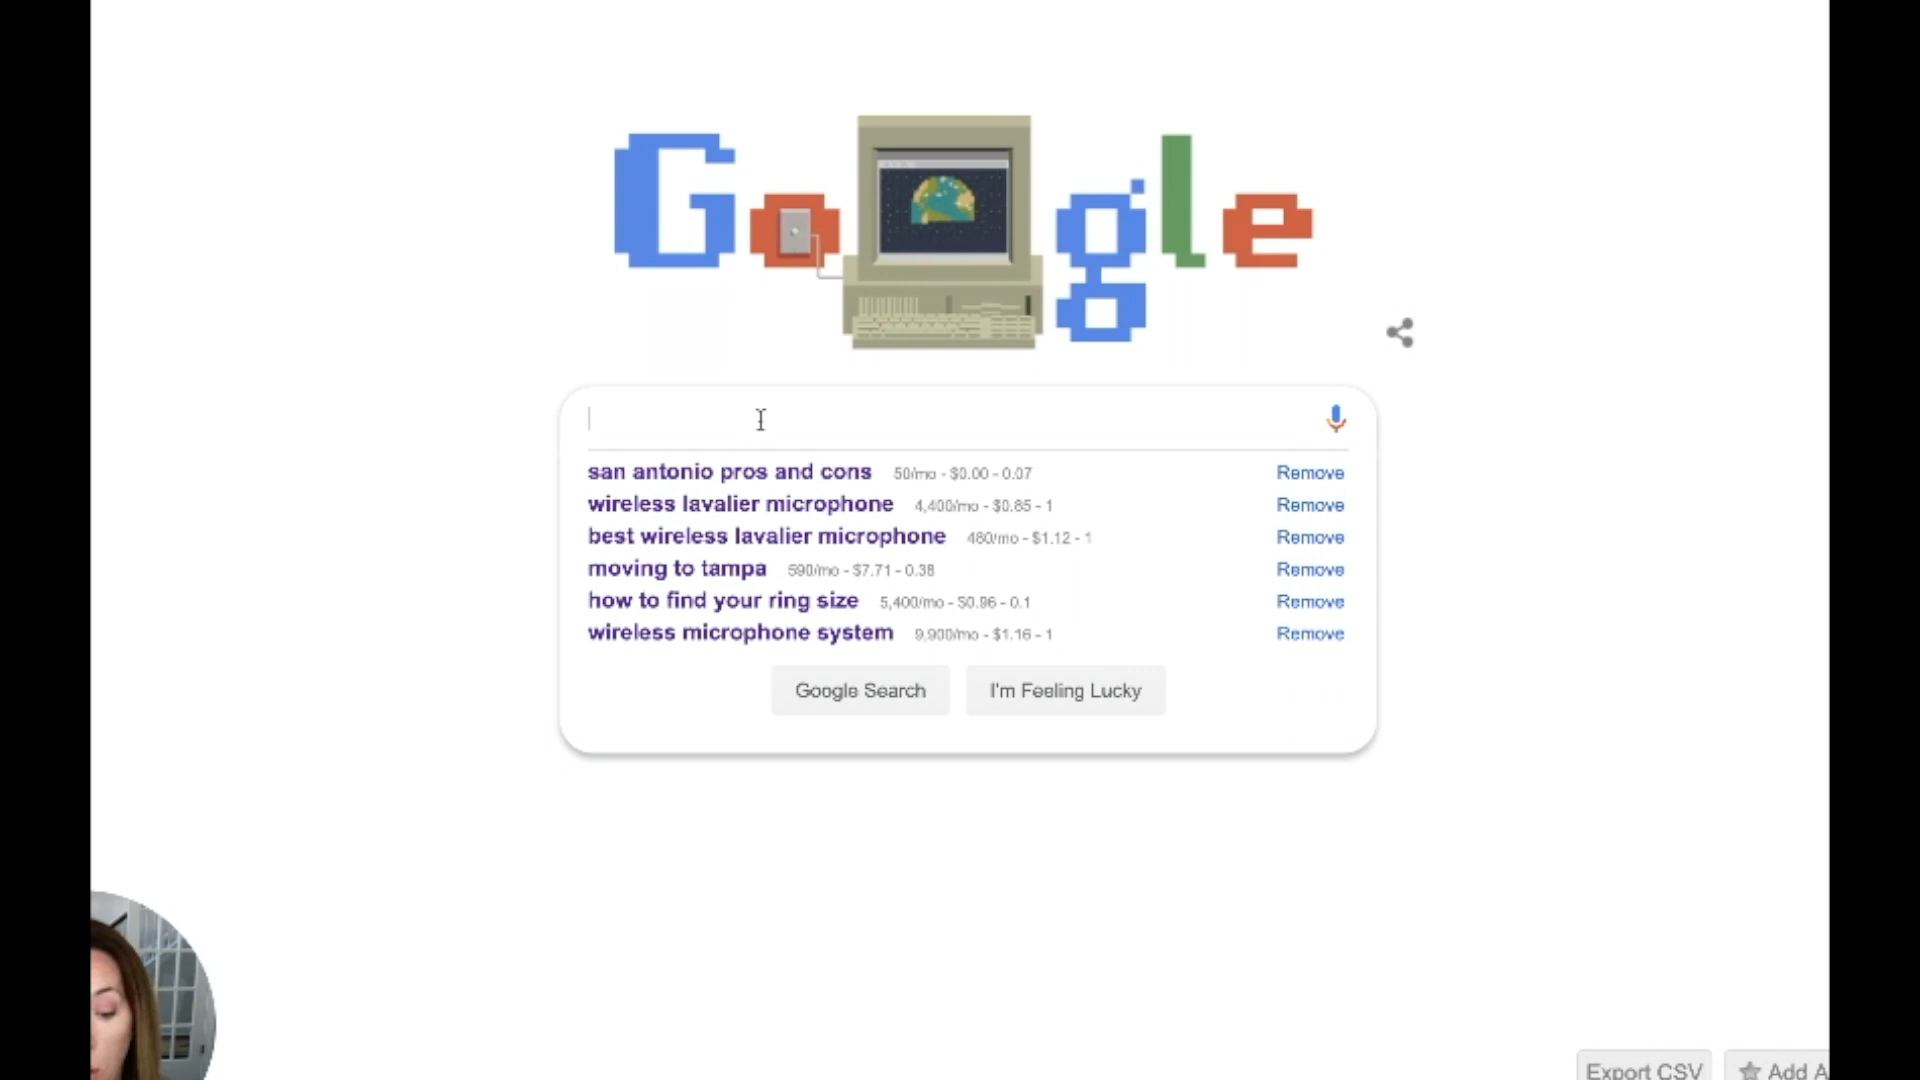 Google
san antonio pros and cons 50/mo - $0.00 - 0.07 Remove
wireless lavalier microphone 4,400/mo - $0.85 - 1 Remove
best wireless lavalier microphone 480/mo - $1.12 - 1 Remove
moving to tampa 590/mo - $7.71 - 0.38 Remove
how to find your ring size 5,400/mo - $0.96 - 0.1 Remove
wireless microphone system 9,900/mo - $1.16 - 1 Remove
Google Search I'm Feeling Lucky
Export CSV Add A